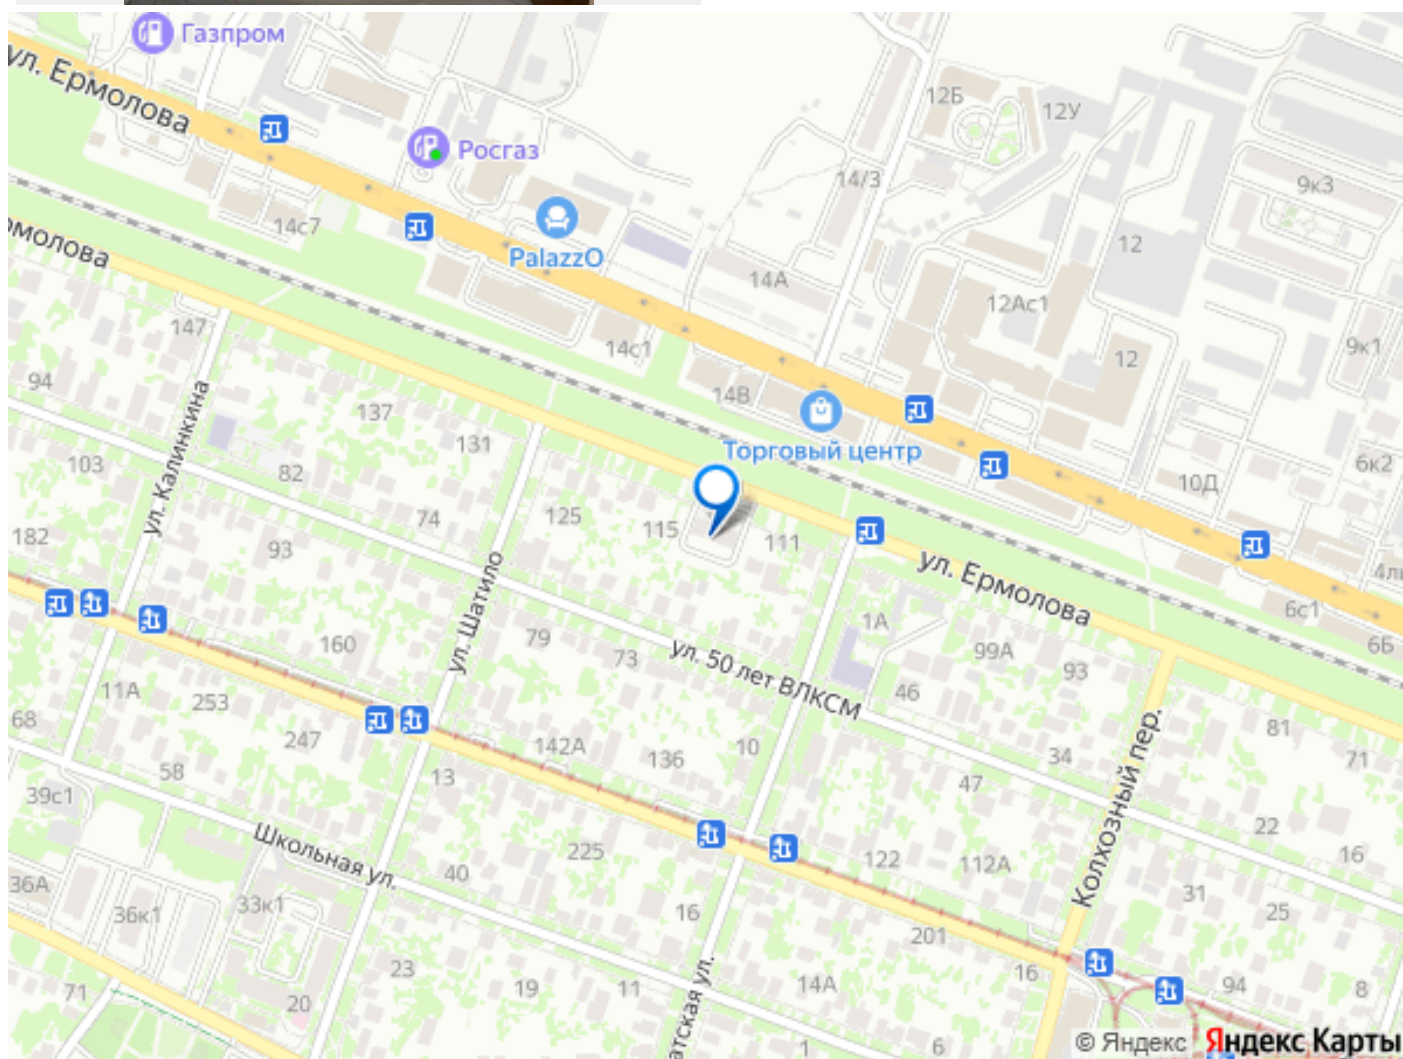 Газпром
ул. Ермолова
12Б
12У
Росгаз
14/3
9к3
14с7
рмолова
PalazzO
12
14А
12Ас1
147
14с1
9к1
12
94
14В
137
131
Торговый центр
ул. Калинкина
103
82
6к2
10Д
74
125
115
111
182
93
ул. Шатило
ул. Ермолова
4ли
6с1
1А
160
79
73
ул. 50 лет ВЛКСМ
99А
93
6Б
11А
253
46
68
247
142А
136
10
81
71
34
58
13
47
Колхозный пер.
39с1
22
Школьная ул.
225
122
112А
16
36А
40
31
33к1
36к1
16
25
201
23
16
71
19
11
14А
94
8
20
атская ул.
1
6
© Яндекс Яндекс Карты